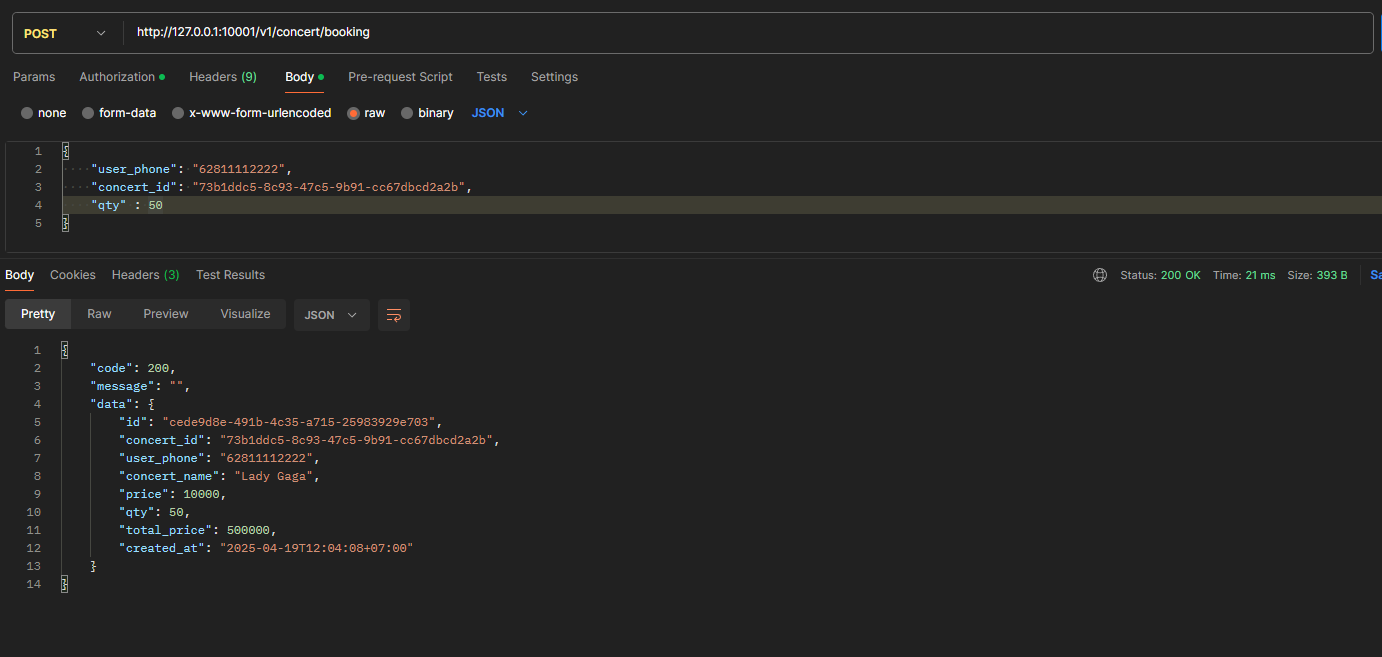 POST http://127.0.0.1:10001/v1/concert/booking
Params Authorization Headers (9) Body Pre-request Script Tests Settings
none form-data x-www-form-urlencoded raw binary JSON
1 {
2 "user_phone": "62811112222",
3 "concert_id": "73b1ddc5-8c93-47c5-9b91-cc67dbcd2a2b",
4 "qty" : 50
5 }
Body Cookies Headers (3) Test Results Status: 200 OK Time: 21 ms Size: 393 B Sa
Pretty Raw Preview Visualize JSON
1 {
2 "code": 200,
3 "message": "",
4 "data": {
5 "id": "cede9d8e-491b-4c35-a715-25983929e703",
6 "concert_id": "73b1ddc5-8c93-47c5-9b91-cc67dbcd2a2b",
7 "user_phone": "62811112222",
8 "concert_name": "Lady Gaga",
9 "price": 10000,
10 "qty": 50,
11 "total_price": 500000,
12 "created_at": "2025-04-19T12:04:08+07:00"
13 }
14 }